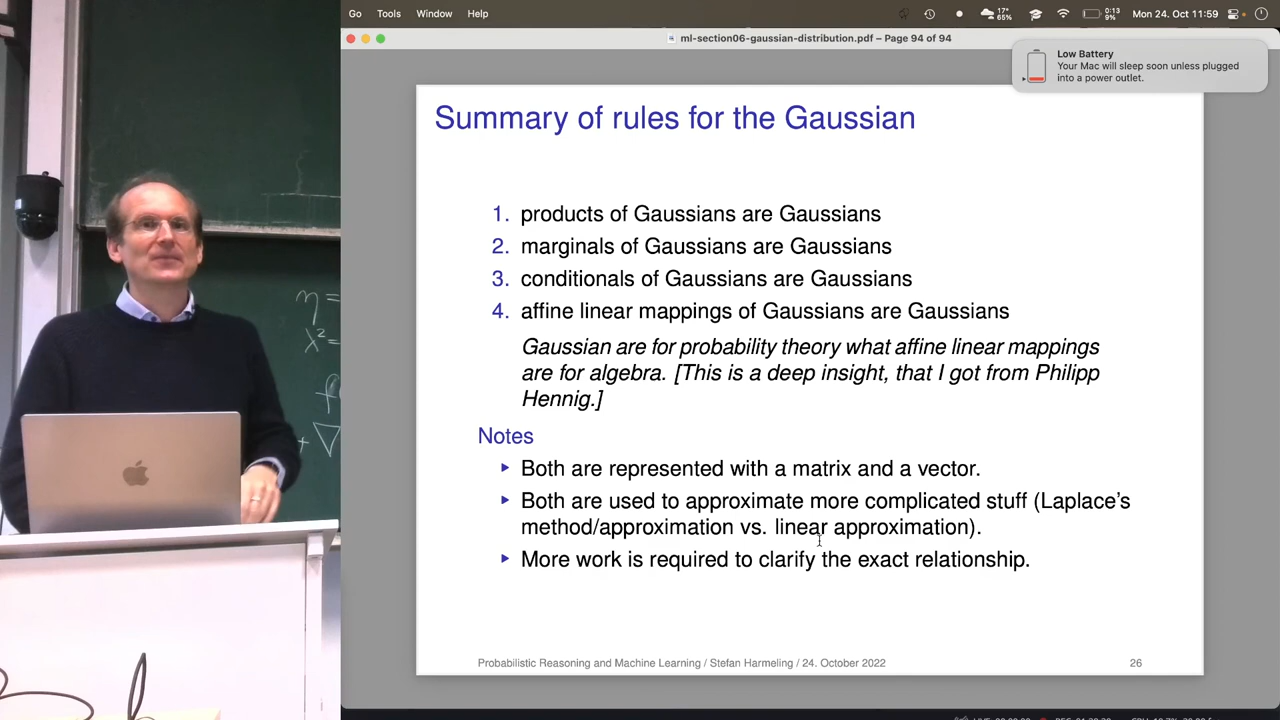 Go Tools Window Help 17° 65% 0:13 9% Mon 24. Oct 11:59
ml-section06-gaussian-distribution.pdf – Page 94 of 94
Low Battery
Your Mac will sleep soon unless plugged
into a power outlet.
Summary of rules for the Gaussian
1. products of Gaussians are Gaussians
2. marginals of Gaussians are Gaussians
3. conditionals of Gaussians are Gaussians
4. affine linear mappings of Gaussians are Gaussians
Gaussian are for probability theory what affine linear mappings
are for algebra. [This is a deep insight, that I got from Philipp
Hennig.]
Notes
▸ Both are represented with a matrix and a vector.
▸ Both are used to approximate more complicated stuff (Laplace's
method/approximation vs. linear approximation).
▸ More work is required to clarify the exact relationship.
Probabilistic Reasoning and Machine Learning / Stefan Harmeling / 24. October 2022 26
η =
χ² =
+ ∇